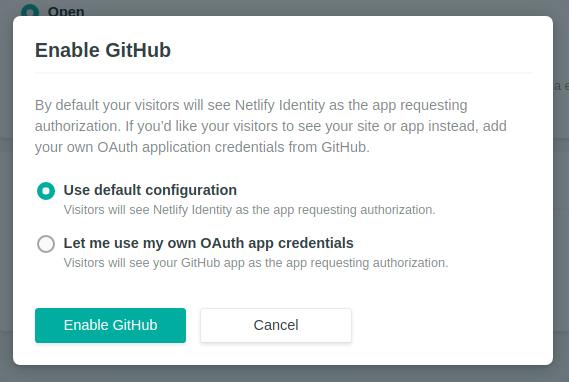 Open
Enable GitHub
By default your visitors will see Netlify Identity as the app requesting
authorization. If you'd like your visitors to see your site or app instead, add
your own OAuth application credentials from GitHub.
Use default configuration
Visitors will see Netlify Identity as the app requesting authorization.
Let me use my own OAuth app credentials
Visitors will see your GitHub app as the app requesting authorization.
Enable GitHub
Cancel